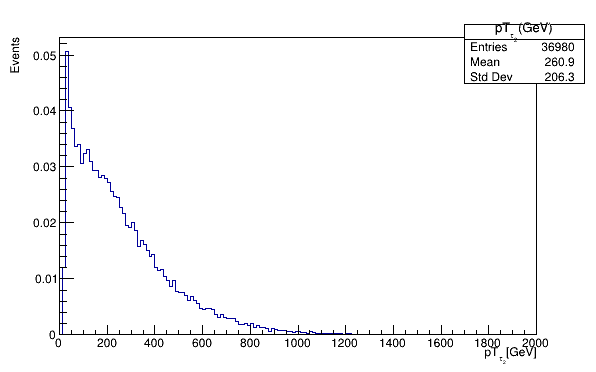 pT_τ₂(GeV)
Entries 36980
Mean 260.9
Std Dev 206.3
Events
0.05
0.04
0.03
0.02
0.01
0
0 200 400 600 800 1000 1200 1400 1600 1800 2000
pT_τ₂[GeV]